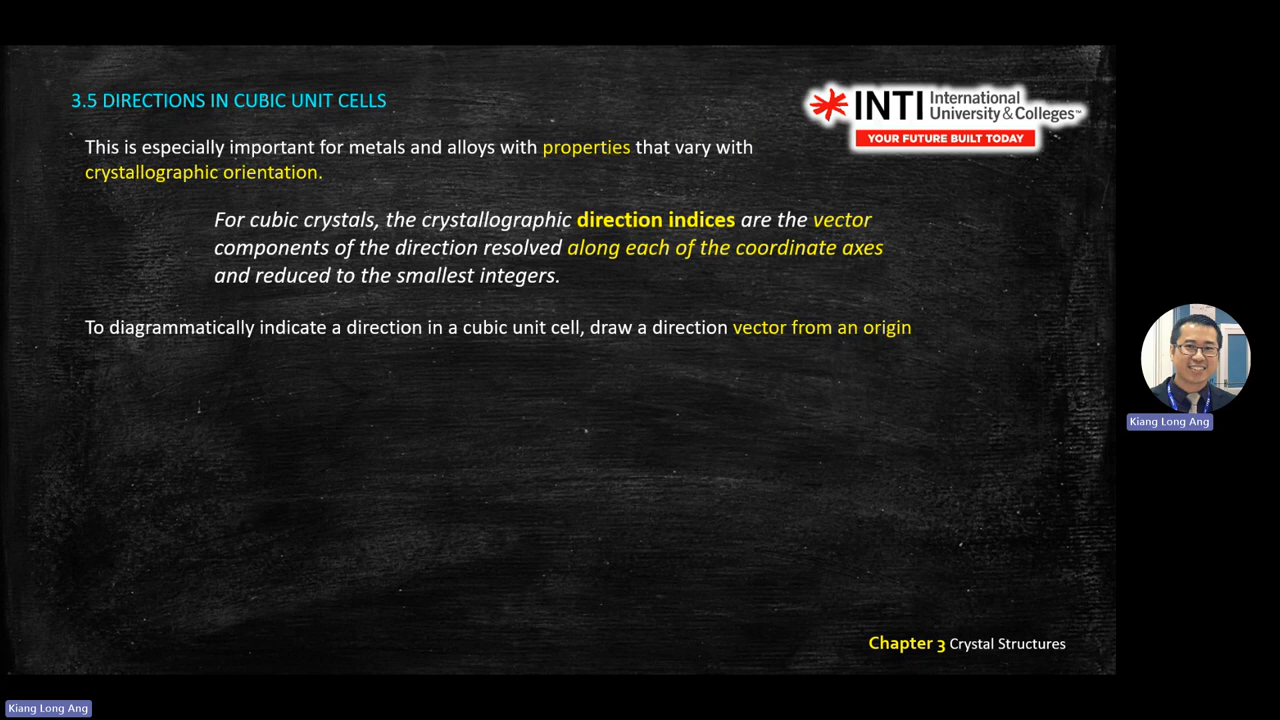 3.5 DIRECTIONS IN CUBIC UNIT CELLS
INTI International
University & Colleges™
YOUR FUTURE BUILT TODAY
This is especially important for metals and alloys with properties that vary with
crystallographic orientation.
For cubic crystals, the crystallographic direction indices are the vector
components of the direction resolved along each of the coordinate axes
and reduced to the smallest integers.
To diagrammatically indicate a direction in a cubic unit cell, draw a direction vector from an origin
Kiang Long Ang
Chapter 3 Crystal Structures
Kiang Long Ang